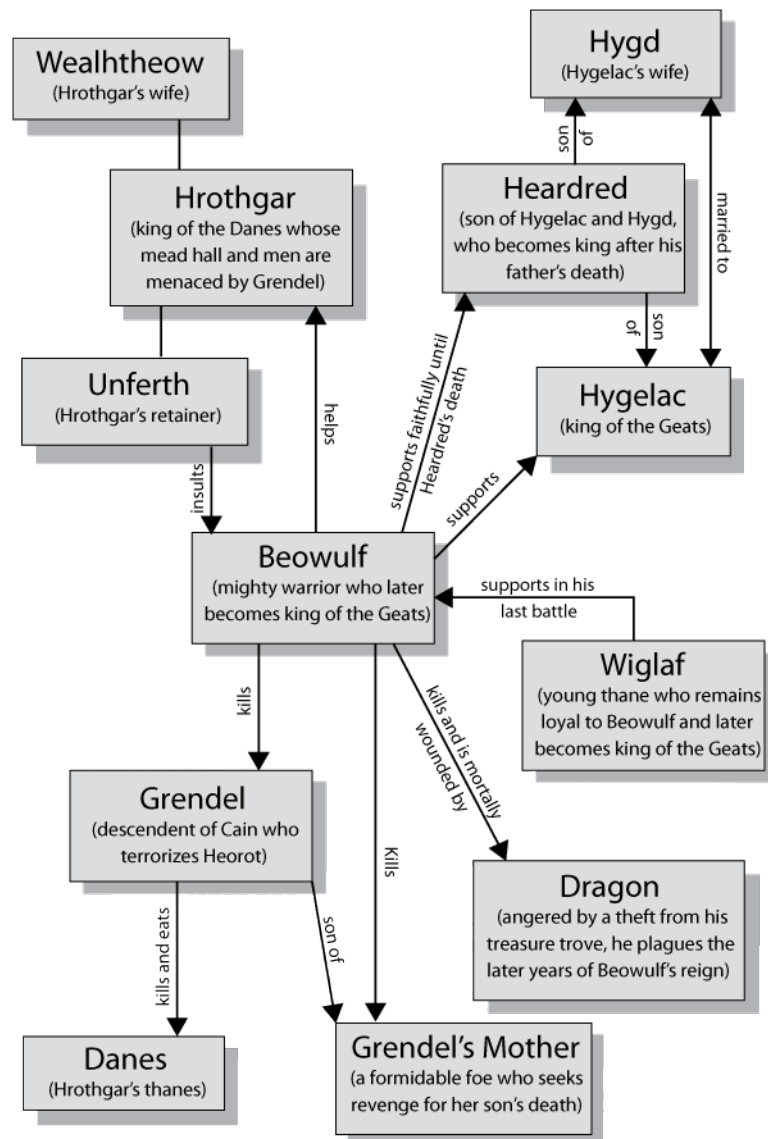 Wealhtheow
(Hrothgar's wife)
Hygd
(Hygelac's wife)
son
of
married to
Hrothgar
(king of the Danes whose
mead hall and men are
menaced by Grendel)
Heardred
(son of Hygelac and Hygd,
who becomes king after his
father's death)
son
of
Unferth
(Hrothgar's retainer)
Hygelac
(king of the Geats)
insults
helps
supports faithfully until
Heardred's death
supports
Beowulf
(mighty warrior who later
becomes king of the Geats)
supports in his
last battle
Wiglaf
(young thane who remains
loyal to Beowulf and later
becomes king of the Geats)
kills
Kills
kills and is mortally
wounded by
Grendel
(descendent of Cain who
terrorizes Heorot)
Dragon
(angered by a theft from his
treasure trove, he plagues the
later years of Beowulf's reign)
kills and eats
son of
Danes
(Hrothgar's thanes)
Grendel's Mother
(a formidable foe who seeks
revenge for her son's death)